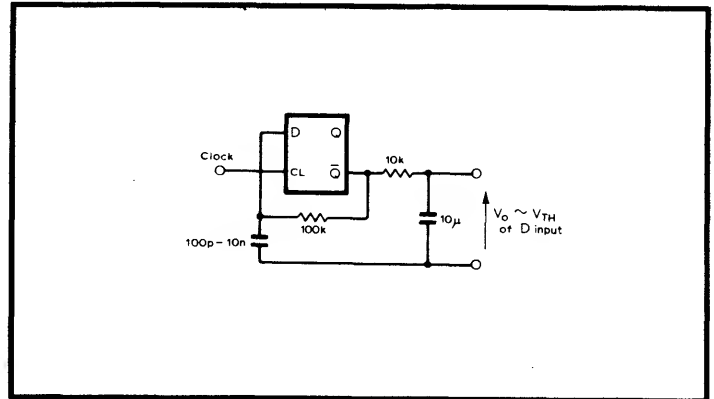 D Q
Clock
CL Q̅
10k
100k
10μ
100p-10n
V₀ ~ V_TH
of D input